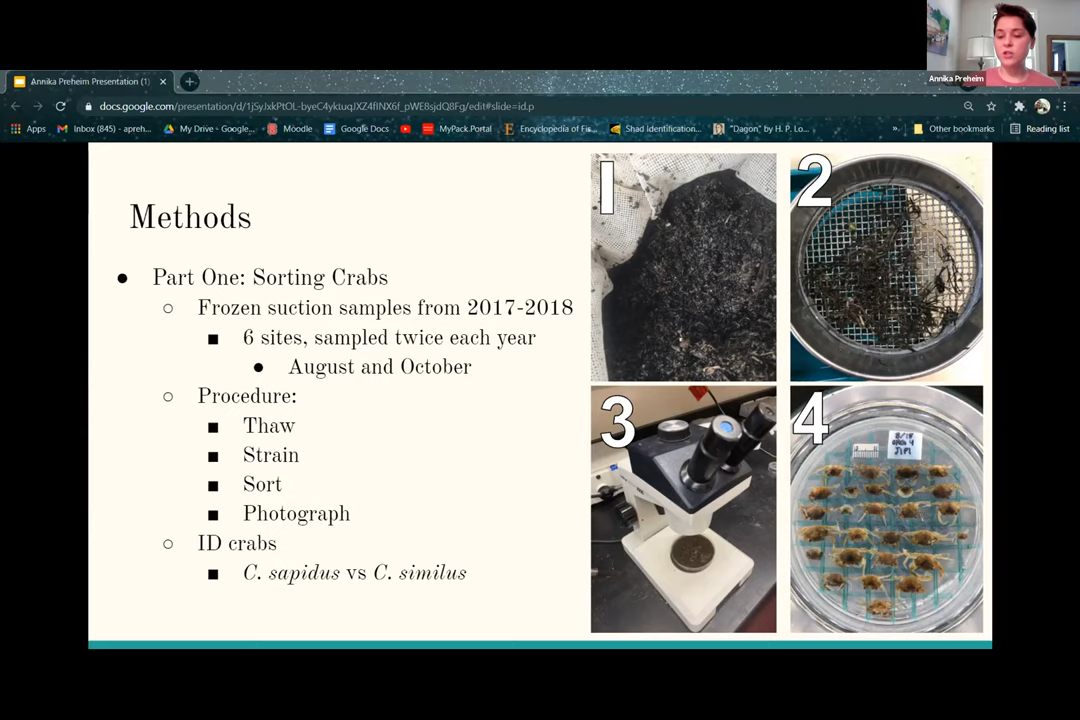 Annika Preheim
Annika Preheim Presentation (1)
docs.google.com/presentation/d/1jSyJxkPtOL-byeC4yktuqJXZ4fINX6f_pWE8sjdQ8Fg/edit#slide=id.p
Apps Inbox (845) - apreh... My Drive - Google... Moodle Google Docs MyPack Portal Encyclopedia of Fis... Shad Identification... "Dagon" by H. P. Lo... » Other bookmarks Reading list
Methods
● Part One: Sorting Crabs
○ Frozen suction samples from 2017-2018
■ 6 sites, sampled twice each year
● August and October
○ Procedure:
■ Thaw
■ Strain
■ Sort
■ Photograph
○ ID crabs
■ C. sapidus vs C. similus
1
2
3
4